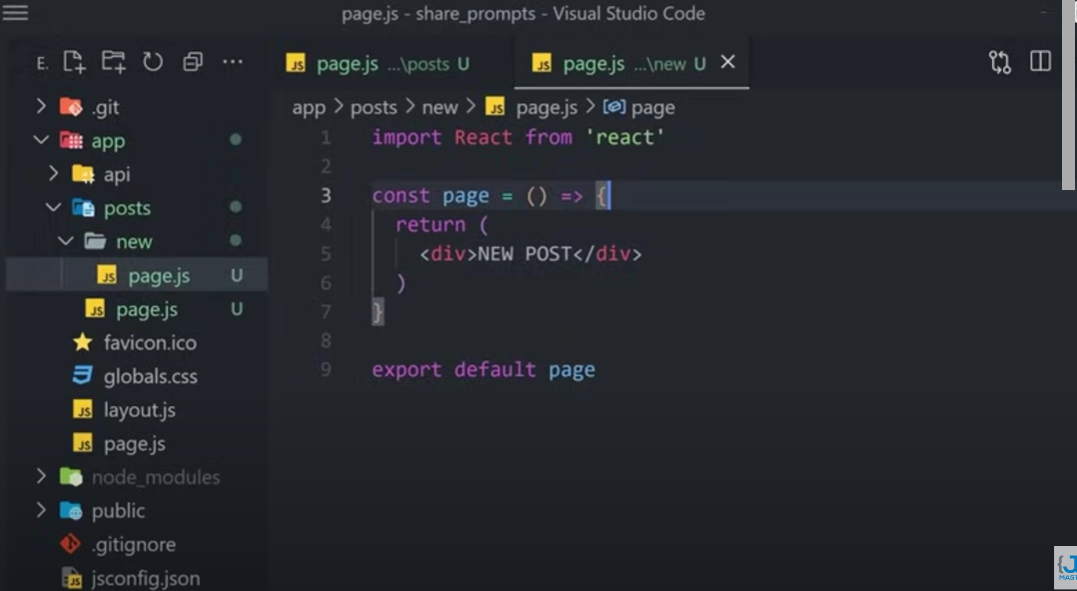 page.js - share_prompts - Visual Studio Code
E.
page.js ...\posts U
page.js ...\new U
.git
app
api
posts
new
page.js U
page.js U
favicon.ico
globals.css
layout.js
page.js
node_modules
public
.gitignore
jsconfig.json
app > posts > new > JS page.js > page
1 import React from 'react'
2
3 const page = () => {
4 return (
5 <div>NEW POST</div>
6 )
7 }
8
9 export default page